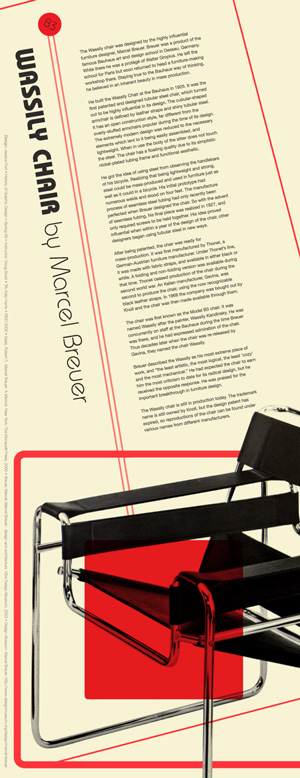 B3
WASSILY CHAIR by Marcel Breuer
The Wassily chair was designed by the highly influential
furniture designer, Marcel Breuer. Breuer was a product of the
famous Bauhaus art and design school in Dessau, Germany.
While there he was a protégé of Walter Gropius. He left the
school for Paris but soon returned to head a furniture-making
workshop there. Staying true to the Bauhaus way of thinking,
he believed in an inherent beauty in mass production.
He built the Wassily Chair at the Bauhaus in 1925. It was the
first patented and designed tubular steel chair, which turned
out to be highly influential in its design. The tubular-shaped
armchair is defined by leather straps and shiny tubular steel.
It has an open construction style, far different from the
overly-stuffed armchairs popular during the time of its design.
The extremely modern design was reduced to the necessary
elements which lent to it being easily assembled, and
lightweight. When in use the body of the sitter does not touch
the steel. The chair has a floating quality due to its simplistic
nickel-plated tubing frame and functional aesthetic.
He got the idea of using steel from observing the handlebars
of his bicycle. Realizing that being lightweight and strong,
steel could be mass-produced and used in furniture just as
well as it could in a bicycle. His initial prototype had
numerous welds and stood on four feet. The manufacture
process of seamless steel tubing had only recently been
perfected when Breuer designed the chair. So with the advent
of seamless tubing, his final piece was realized in 1927, and
only required screws to be held together. His idea proved
influential when within a year of the design of the chair, other
designers began using tubular steel in new ways.
After being patented, the chair was ready for
mass-production. It was first manufactured by Thonet, a
German-Austrian furniture manufacturer. Under Thonet's line,
it was made with fabric straps, and available in either black or
white. A folding and non-folding version was available during
that time. Thonet ceased production of the chair during the
second world war. An Italian manufacturer, Gavina, was
second to produce the chair, using the now recognizable
black leather straps. In 1968 the company was bought out by
Knoll and the chair was then made available through them.
The chair was first known as the Model B3 chair. It was
named Wassily after the painter, Wassily Kandinsky. He was
concurrently on staff at the Bauhaus during the time Breuer
was there, and he had expressed admiration of the chair.
Thus decades later when the chair was re-released by
Gavina, they named the chair Wassily.
Breuer described the Wassily as his most extreme piece of
work, and "the least artistic, the most logical, the least 'cozy'
and the most mechanical." He had expected the chair to earn
him the most criticism to date for its radical design, but he
received the opposite response. He was praised for the
important breakthrough in furniture design.
The Wassily chair is still in production today. The trademark
name is still owned by Knoll, but the design patent has
expired, so reproductions of the chair can be found under
various names from different manufacturers.